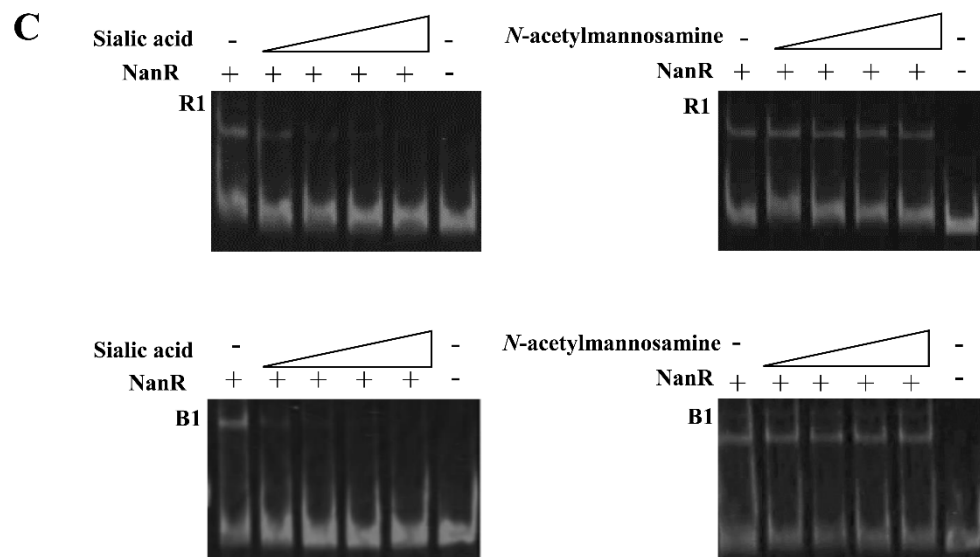 C
Sialic acid - -
NanR + + + + + -
R1
N-acetylmannosamine - -
NanR + + + + + -
R1
Sialic acid - -
NanR + + + + + -
B1
N-acetylmannosamine - -
NanR + + + + + -
B1